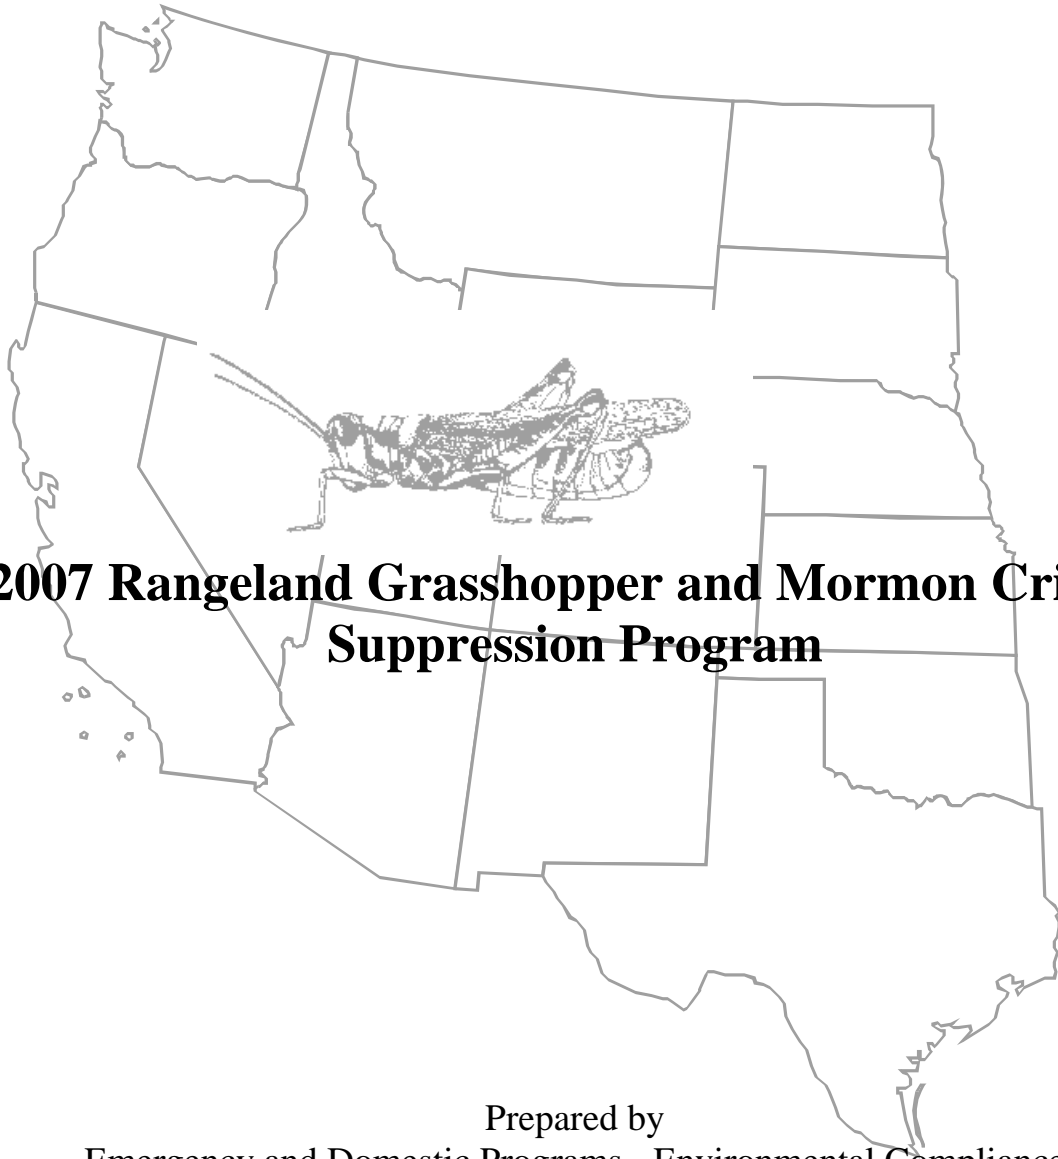 2007 Rangeland Grasshopper and Mormon Cri
Suppression Program
Prepared by
Emergency and Domestic Programs - Environmental Compliance